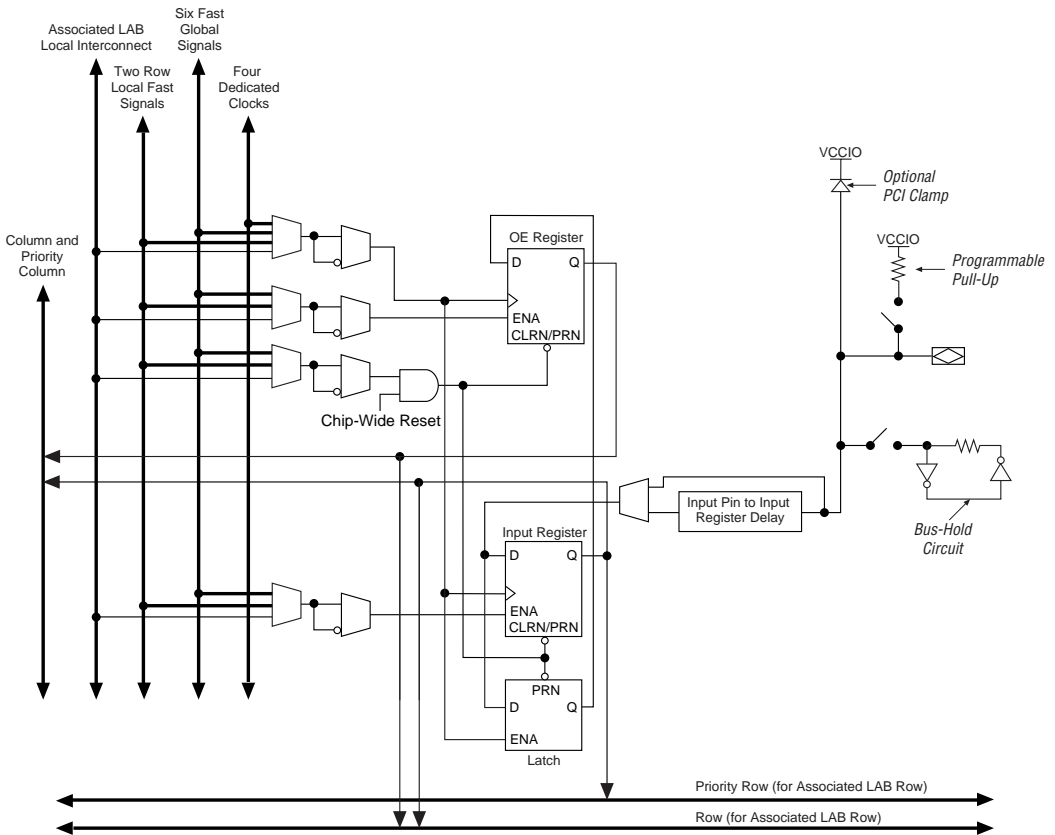 Six Fast
Global
Signals
Associated LAB
Local Interconnect
Two Row
Local Fast
Signals
Four
Dedicated
Clocks
Column and
Priority
Column
VCCIO
Optional
PCI Clamp
VCCIO
Programmable
Pull-Up
OE Register
D Q
ENA
CLRN/PRN
Chip-Wide Reset
Input Pin to Input
Register Delay
Bus-Hold
Circuit
Input Register
D Q
ENA
CLRN/PRN
PRN
D Q
ENA
Latch
Priority Row (for Associated LAB Row)
Row (for Associated LAB Row)